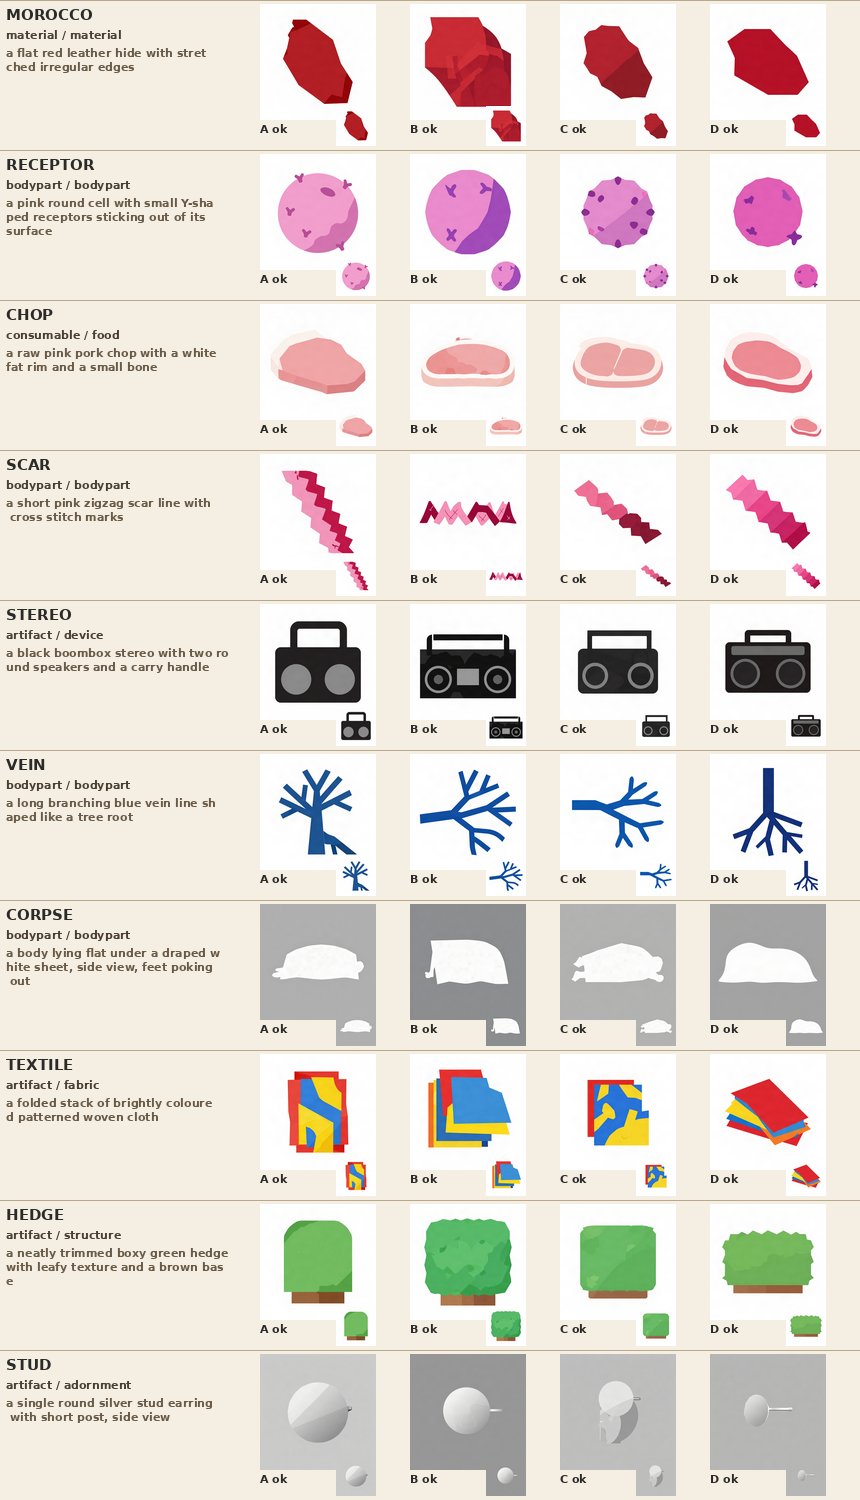 MOROCCO
material / material
a flat red leather hide with stret
ched irregular edges
A ok
B ok
C ok
D ok
RECEPTOR
bodypart / bodypart
a pink round cell with small Y-sha
ped receptors sticking out of its
surface
A ok
B ok
C ok
D ok
CHOP
consumable / food
a raw pink pork chop with a white
fat rim and a small bone
A ok
B ok
C ok
D ok
SCAR
bodypart / bodypart
a short pink zigzag scar line with
cross stitch marks
A ok
B ok
C ok
D ok
STEREO
artifact / device
a black boombox stereo with two ro
und speakers and a carry handle
A ok
B ok
C ok
D ok
VEIN
bodypart / bodypart
a long branching blue vein line sh
aped like a tree root
A ok
B ok
C ok
D ok
CORPSE
bodypart / bodypart
a body lying flat under a draped w
hite sheet, side view, feet poking
out
A ok
B ok
C ok
D ok
TEXTILE
artifact / fabric
a folded stack of brightly coloure
d patterned woven cloth
A ok
B ok
C ok
D ok
HEDGE
artifact / structure
a neatly trimmed boxy green hedge
with leafy texture and a brown bas
e
A ok
B ok
C ok
D ok
STUD
artifact / adornment
a single round silver stud earring
with short post, side view
A ok
B ok
C ok
D ok